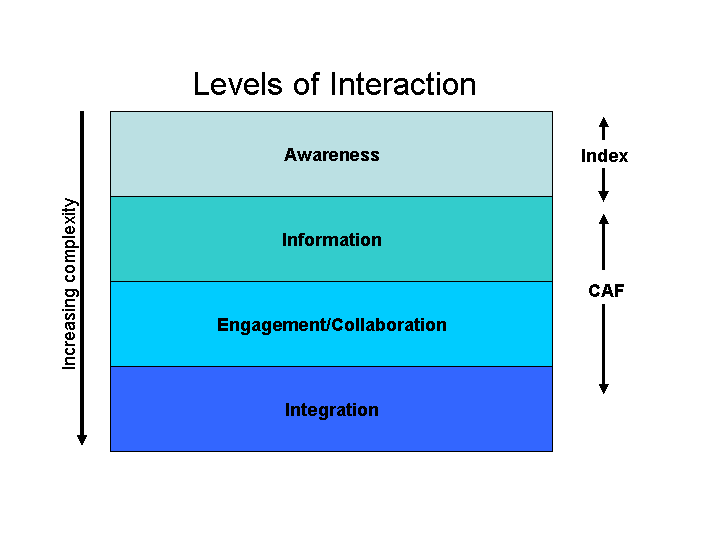 Levels of Interaction
Awareness
Index
Increasing complexity
Information
CAF
Engagement/Collaboration
Integration